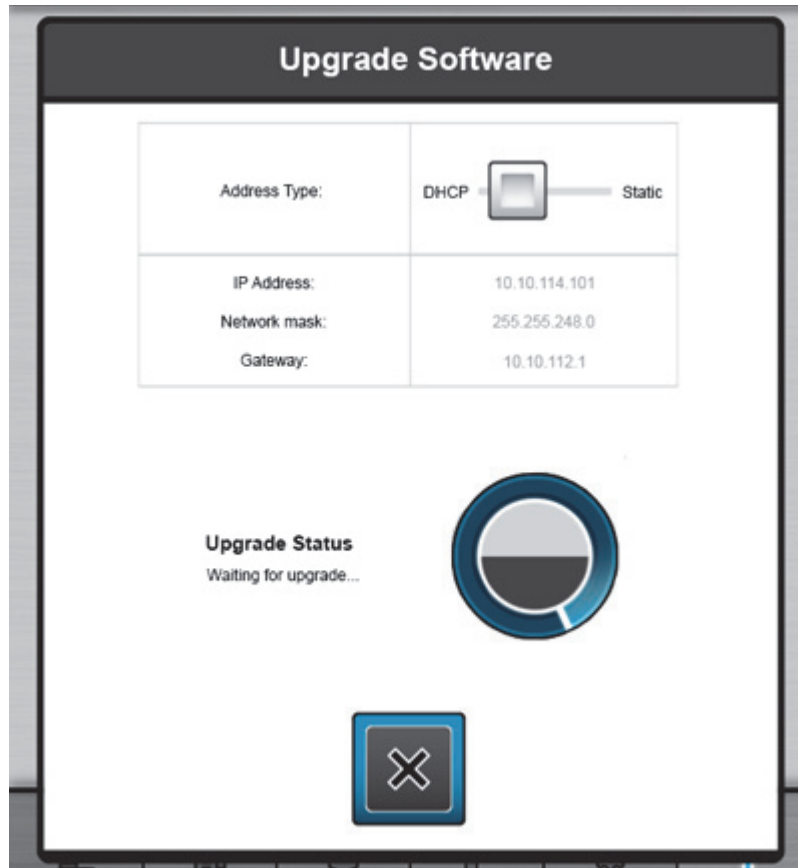 Upgrade Software
Address Type:
DHCP
Static
IP Address: 10.10.114.101
Network mask: 255.255.248.0
Gateway: 10.10.112.1
Upgrade Status
Waiting for upgrade...